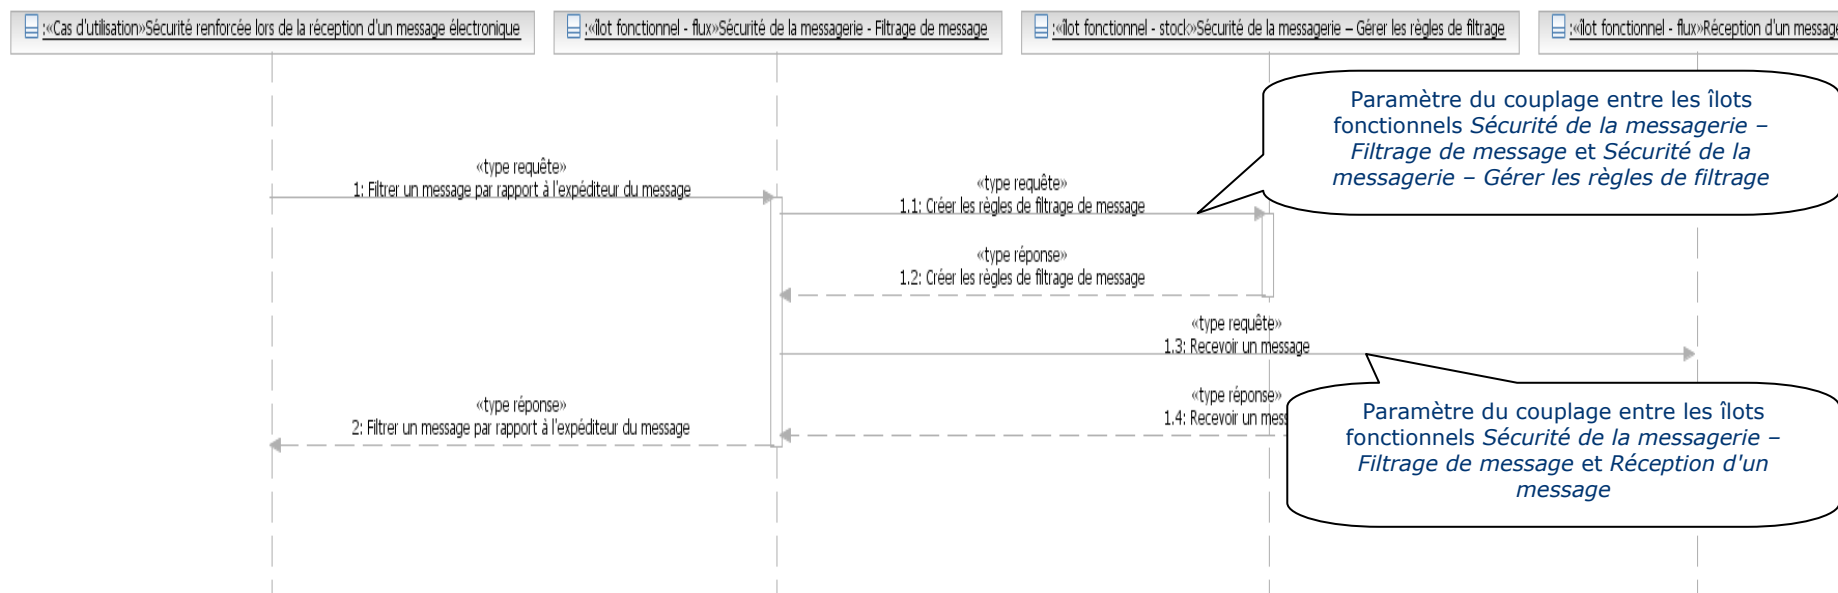 :«Cas d'utilisation»Sécurité renforcée lors de la réception d'un message électronique
:«îlot fonctionnel - flux»Sécurité de la messagerie - Filtrage de message
:«îlot fonctionnel - stock»Sécurité de la messagerie – Gérer les règles de filtrage
:«îlot fonctionnel - flux»Réception d'un message
Paramètre du couplage entre les îlots
fonctionnels Sécurité de la messagerie –
Filtrage de message et Sécurité de la
messagerie – Gérer les règles de filtrage
«type requête»
1: Filtrer un message par rapport à l'expéditeur du message
«type requête»
1.1: Créer les règles de filtrage de message
«type réponse»
1.2: Créer les règles de filtrage de message
«type requête»
1.3: Recevoir un message
«type réponse»
1.4: Recevoir un mess
«type réponse»
2: Filtrer un message par rapport à l'expéditeur du message
Paramètre du couplage entre les îlots
fonctionnels Sécurité de la messagerie –
Filtrage de message et Réception d'un
message